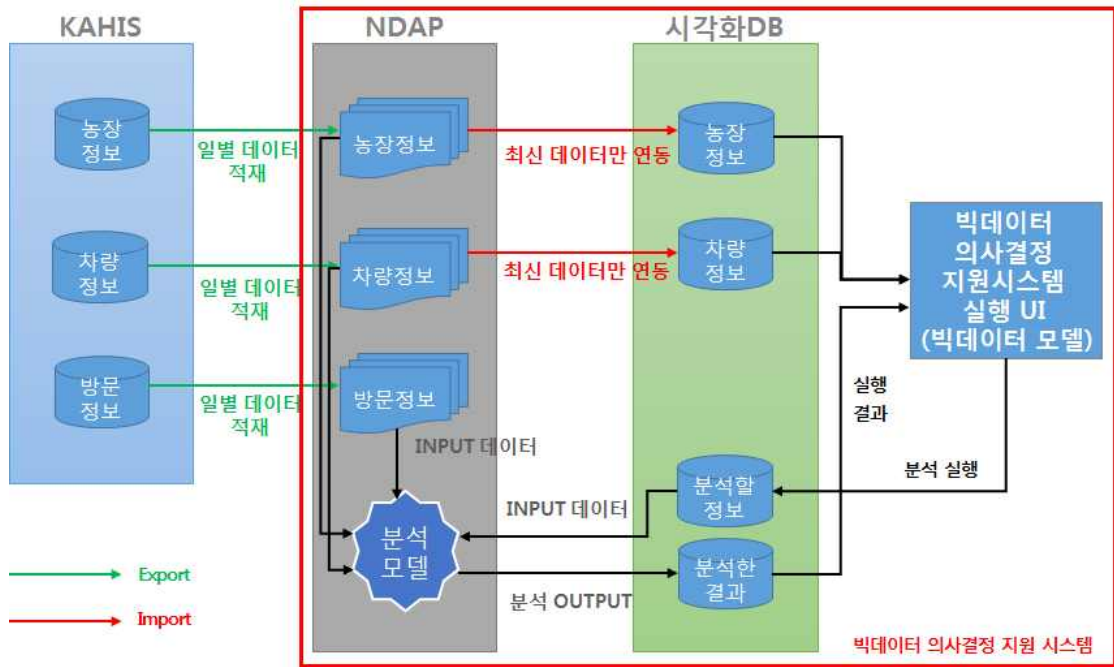 KAHIS
NDAP
시각화DB
농장
정보
일별 데이터
적재
농장정보
최신 데이터만 연동
농장
정보
차량
정보
일별 데이터
적재
차량정보
최신 데이터만 연동
차량
정보
빅데이터
의사결정
지원시스템
실행 UI
(빅데이터 모델)
방문
정보
일별 데이터
적재
방문정보
INPUT 데이터
실행
결과
분석 실행
INPUT 데이터
분석할
정보
분석
모델
분석 OUTPUT
분석한
결과
Export
Import
빅데이터 의사결정 지원 시스템